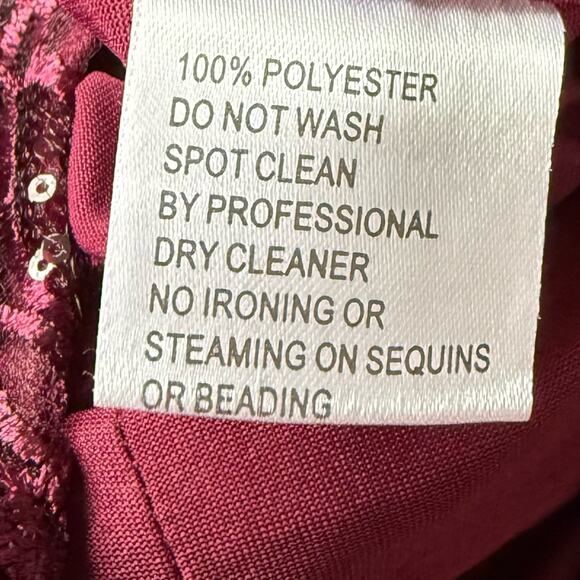 100% POLYESTER
DO NOT WASH
SPOT CLEAN
BY PROFESSIONAL
DRY CLEANER
NO IRONING OR
STEAMING ON SEQUINS
OR BEADING